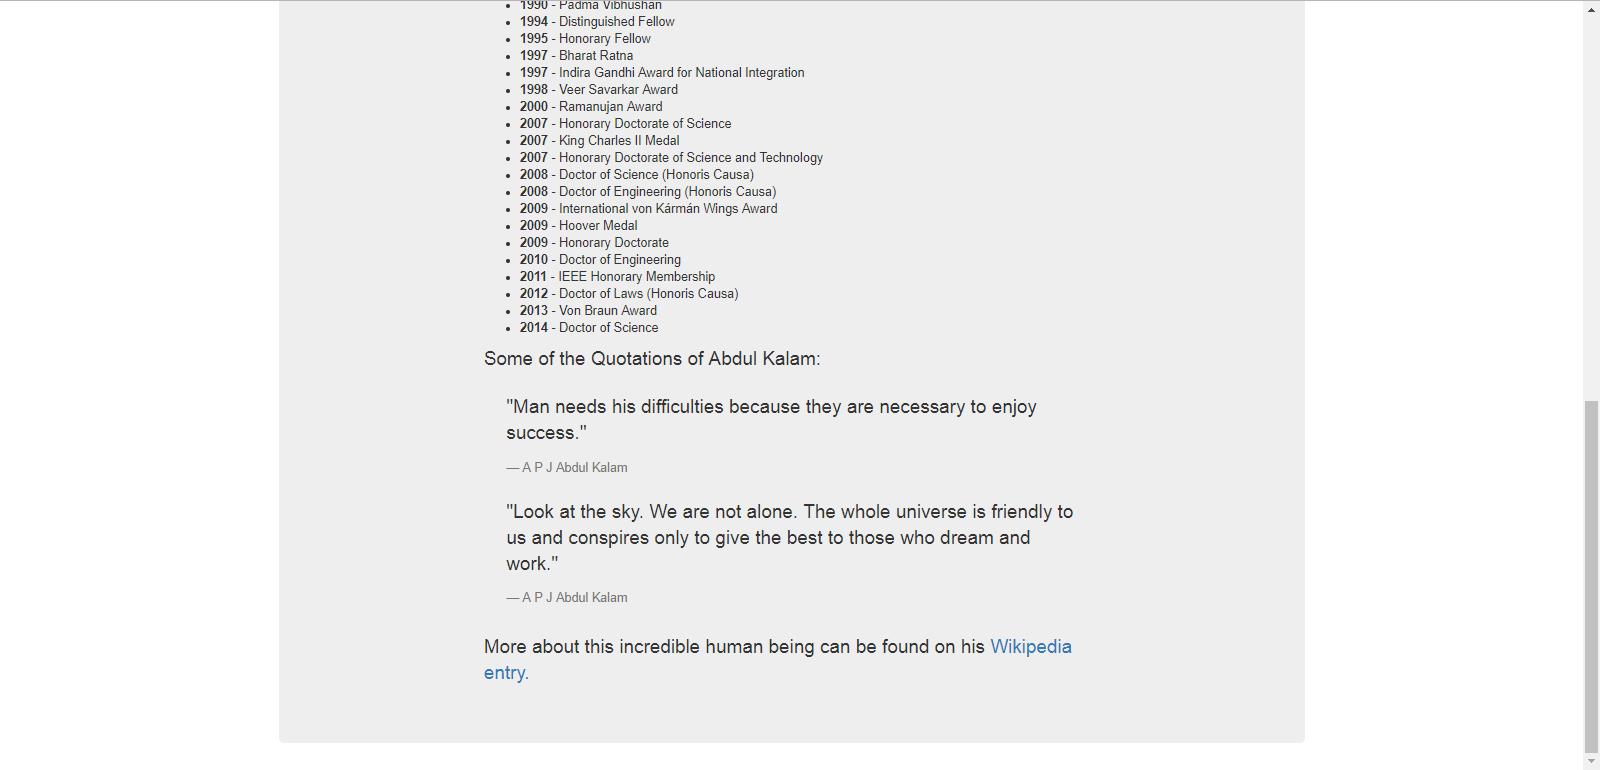 1990 - Padma Vibhushan
1994 - Distinguished Fellow
1995 - Honorary Fellow
1997 - Bharat Ratna
1997 - Indira Gandhi Award for National Integration
1998 - Veer Savarkar Award
2000 - Ramanujan Award
2007 - Honorary Doctorate of Science
2007 - King Charles II Medal
2007 - Honorary Doctorate of Science and Technology
2008 - Doctor of Science (Honoris Causa)
2008 - Doctor of Engineering (Honoris Causa)
2009 - International von Kármán Wings Award
2009 - Hoover Medal
2009 - Honorary Doctorate
2010 - Doctor of Engineering
2011 - IEEE Honorary Membership
2012 - Doctor of Laws (Honoris Causa)
2013 - Von Braun Award
2014 - Doctor of Science
Some of the Quotations of Abdul Kalam:
"Man needs his difficulties because they are necessary to enjoy
success."
— A P J Abdul Kalam
"Look at the sky. We are not alone. The whole universe is friendly to
us and conspires only to give the best to those who dream and
work."
— A P J Abdul Kalam
More about this incredible human being can be found on his Wikipedia
entry.